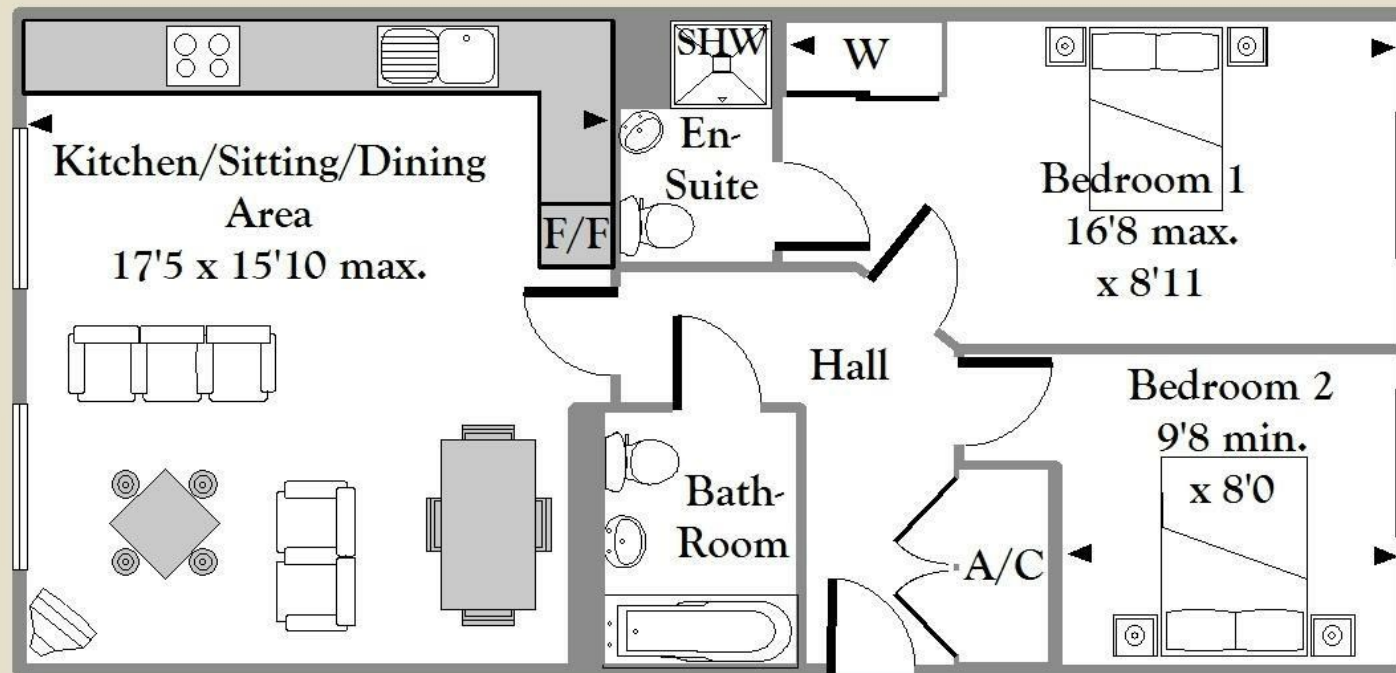 Kitchen/Sitting/Dining
Area
17'5 x 15'10 max.
F/F
SHW
En-
Suite
W
Bedroom 1
16'8 max.
x 8'11
Hall
Bedroom 2
9'8 min.
x 8'0
Bath-
Room
A/C